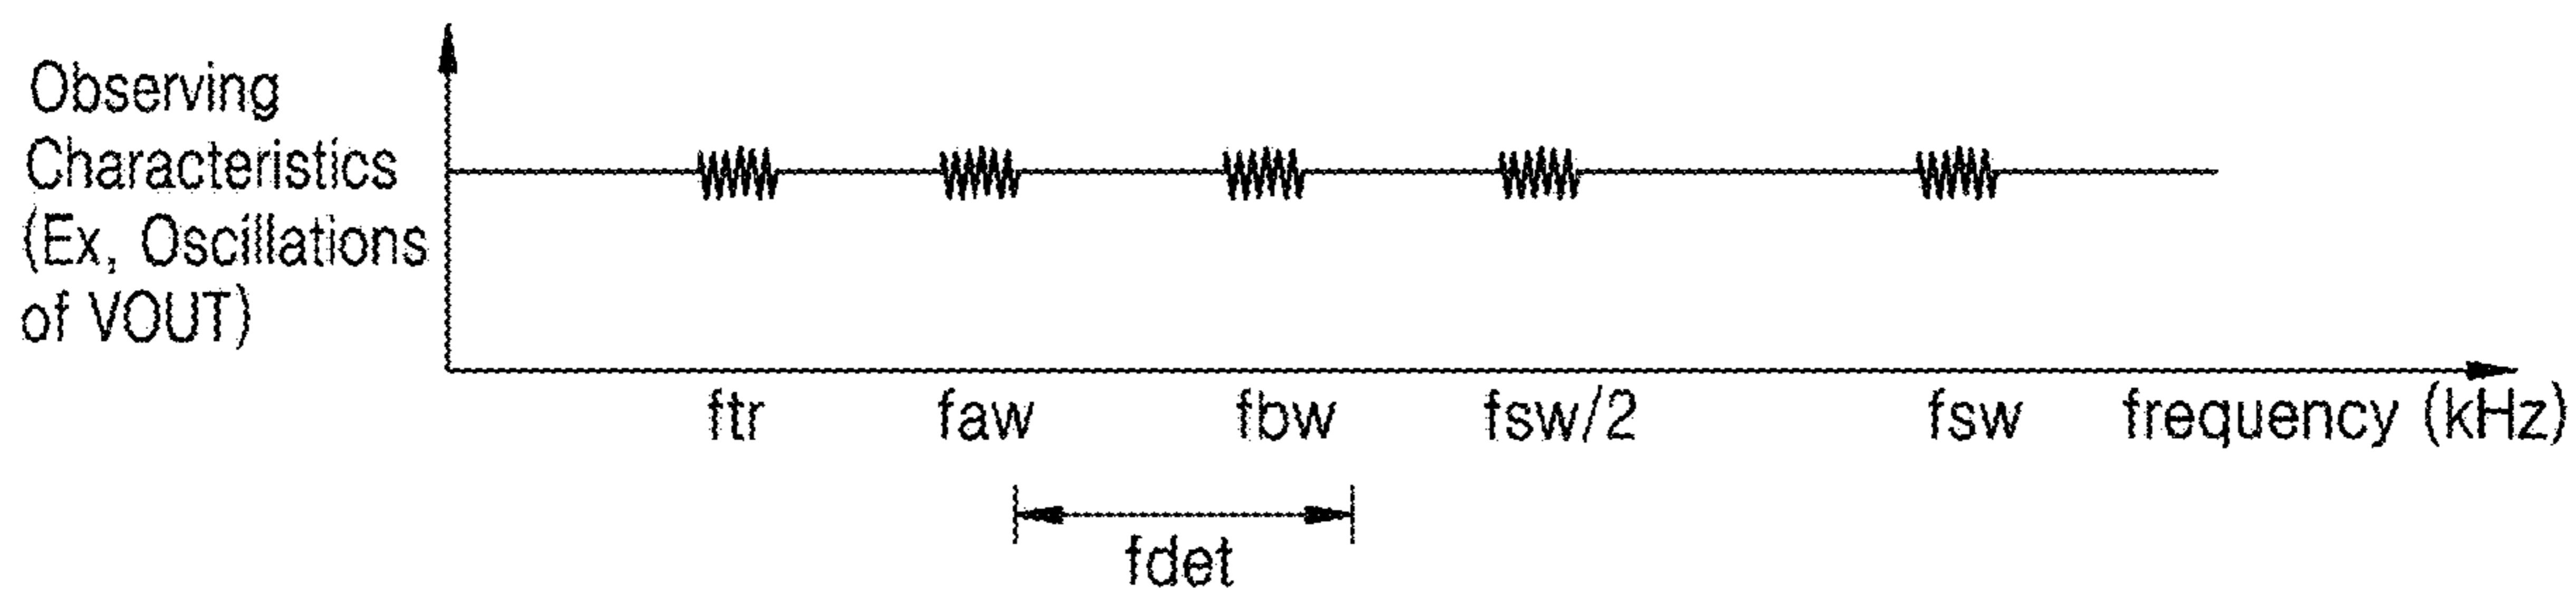 Observing
Characteristics
(Ex, Oscillations
of VOUT)
ftr faw fbw fsw/2 fsw frequency (kHz)
fdet